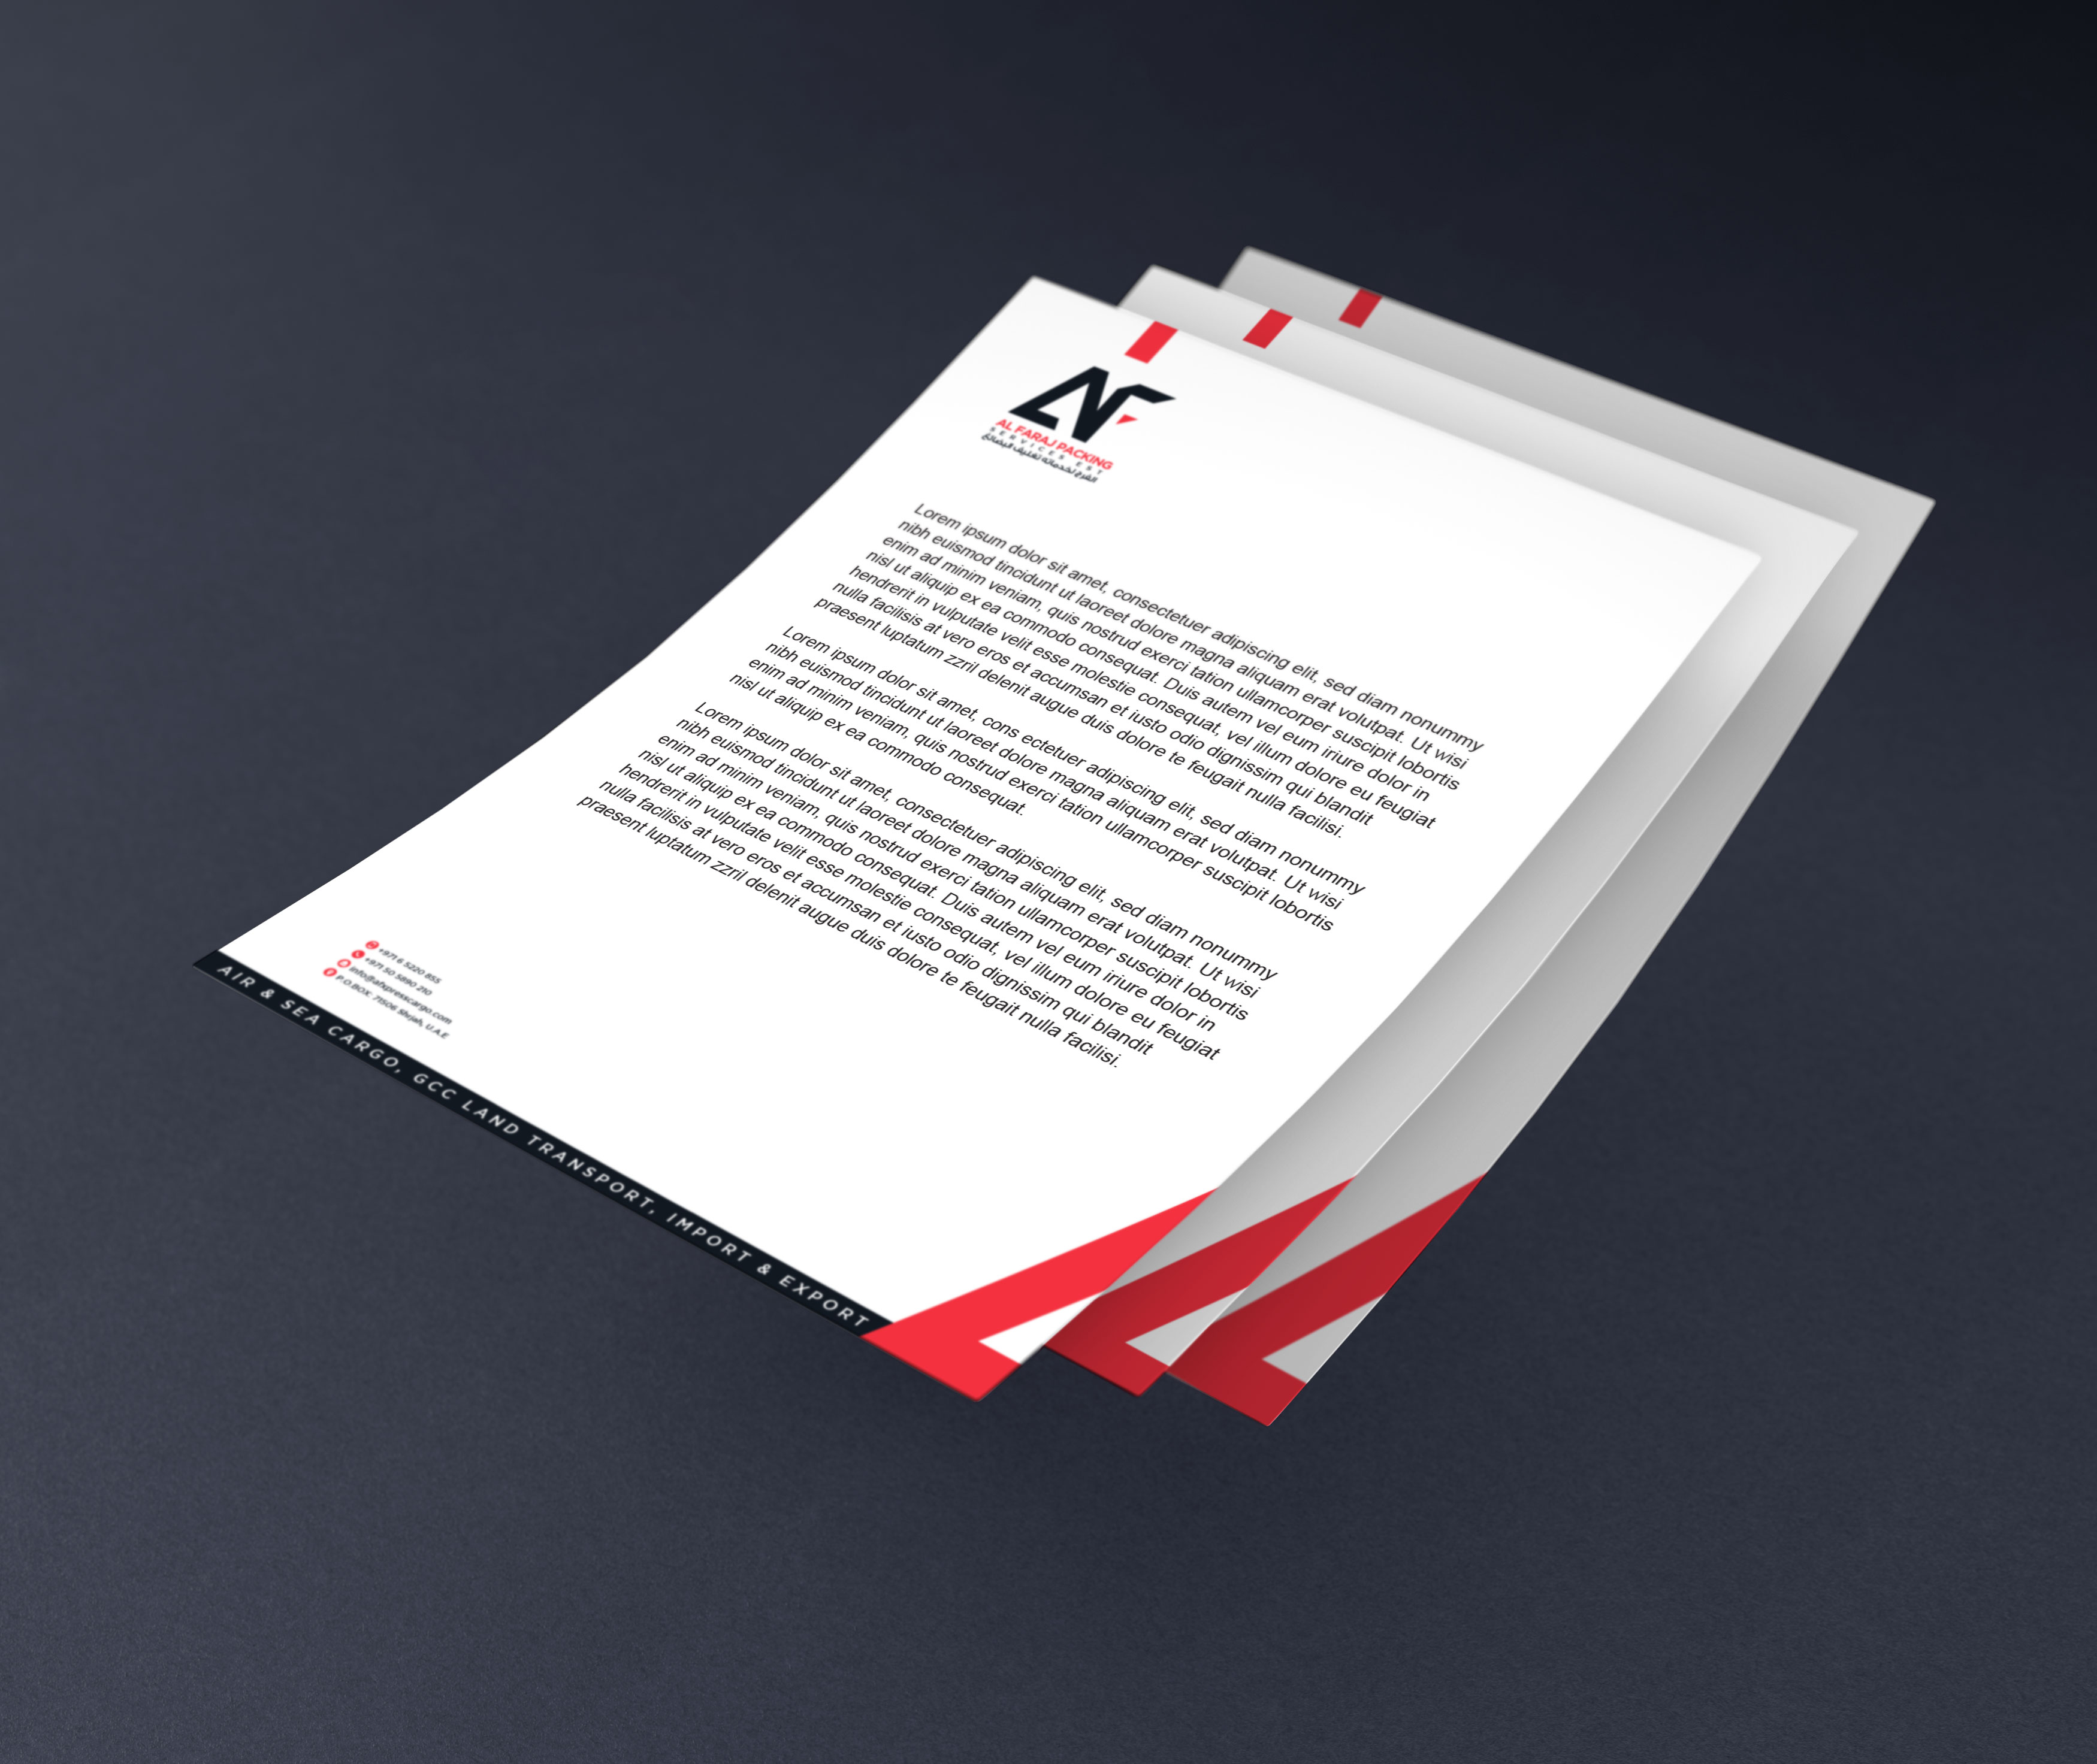 AL FARAJ PACKING
SERVICES EST
الفرج لخدماته تغليف البضائع
Lorem ipsum dolor sit amet, consectetuer adipiscing elit, sed diam nonummy
nibh euismod tincidunt ut laoreet dolore magna aliquam erat volutpat. Ut wisi
enim ad minim veniam, quis nostrud exerci tation ullamcorper suscipit lobortis
nisl ut aliquip ex ea commodo consequat. Duis autem vel eum iriure dolor in
hendrerit in vulputate velit esse molestie consequat, vel illum dolore eu feugiat
nulla facilisis at vero eros et accumsan et iusto odio dignissim qui blandit
praesent luptatum zzril delenit augue duis dolore te feugait nulla facilisi.
Lorem ipsum dolor sit amet, cons ectetuer adipiscing elit, sed diam nonummy
nibh euismod tincidunt ut laoreet dolore magna aliquam erat volutpat. Ut wisi
enim ad minim veniam, quis nostrud exerci tation ullamcorper suscipit lobortis
nisl ut aliquip ex ea commodo consequat.
Lorem ipsum dolor sit amet, consectetuer adipiscing elit, sed diam nonummy
nibh euismod tincidunt ut laoreet dolore magna aliquam erat volutpat. Ut wisi
enim ad minim veniam, quis nostrud exerci tation ullamcorper suscipit lobortis
nisl ut aliquip ex ea commodo consequat. Duis autem vel eum iriure dolor in
hendrerit in vulputate velit esse molestie consequat, vel illum dolore eu feugiat
nulla facilisis at vero eros et accumsan et iusto odio dignissim qui blandit
praesent luptatum zzril delenit augue duis dolore te feugait nulla facilisi.
+971 6 5220 855
+971 50 5890 210
info@afxpresscargo.com
P.O.BOX: 71506 Shrjah, U.A.E
AIR & SEA CARGO, GCC LAND TRANSPORT, IMPORT & EXPORT